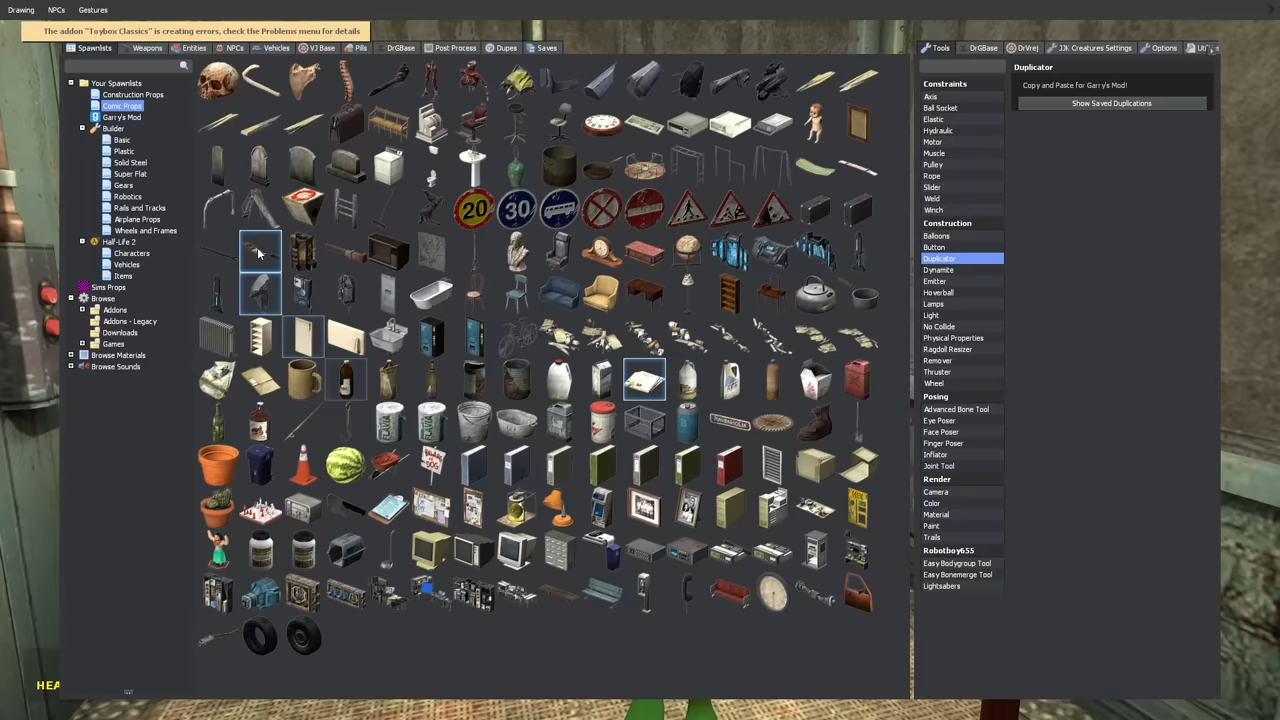 Drawing NPCs Gestures
The addon "Toybox Classics" is creating errors, check the Problems menu for details
Spawnlists Weapons Entities NPCs Vehicles VJ Base Pills DrGBase Post Process Dupes Saves
Tools DrGBase DrVrej JJK Creatures Settings Options
Your Spawnlists
Construction Props
Comic Props
Garry's Mod
Builder
Basic
Plastic
Solid Steel
Super Flat
Gears
Robotics
Rails and Tracks
Airplane Props
Wheels and Frames
Half-Life 2
Characters
Vehicles
Items
Sims Props
Browse
Addons
Addons - Legacy
Downloads
Games
Browse Materials
Browse Sounds
20
30
BEWARE
DOG
RAVENHOLM
HEA
Constraints
Axis
Ball Socket
Elastic
Hydraulic
Motor
Muscle
Pulley
Rope
Slider
Weld
Winch
Construction
Balloons
Button
Duplicator
Dynamite
Emitter
Hoverball
Lamps
Light
No Collide
Physical Properties
Ragdoll Resizer
Remover
Thruster
Wheel
Posing
Advanced Bone Tool
Eye Poser
Face Poser
Finger Poser
Inflator
Joint Tool
Render
Camera
Color
Material
Paint
Trails
Robotboy655
Easy Bodygroup Tool
Easy Bonemerge Tool
Lightsabers
Duplicator
Copy and Paste for Garry's Mod!
Show Saved Duplications